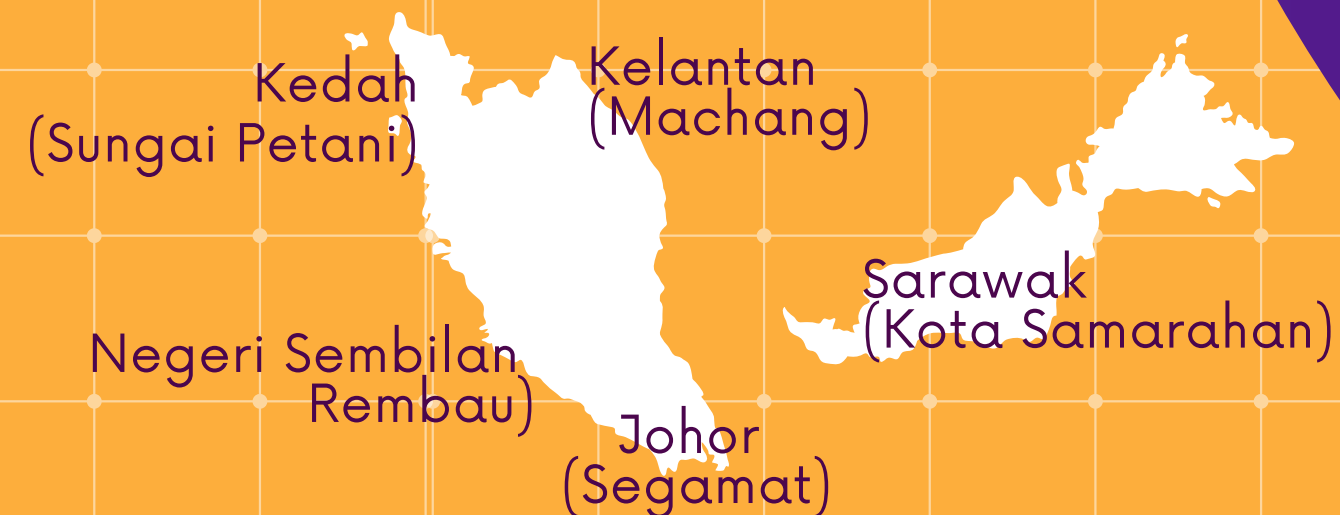 Kedah
(Sungai Petani)
Kelantan
(Machang)
Sarawak
(Kota Samarahan)
Negeri Sembilan
Rembau)
Johor
(Segamat)